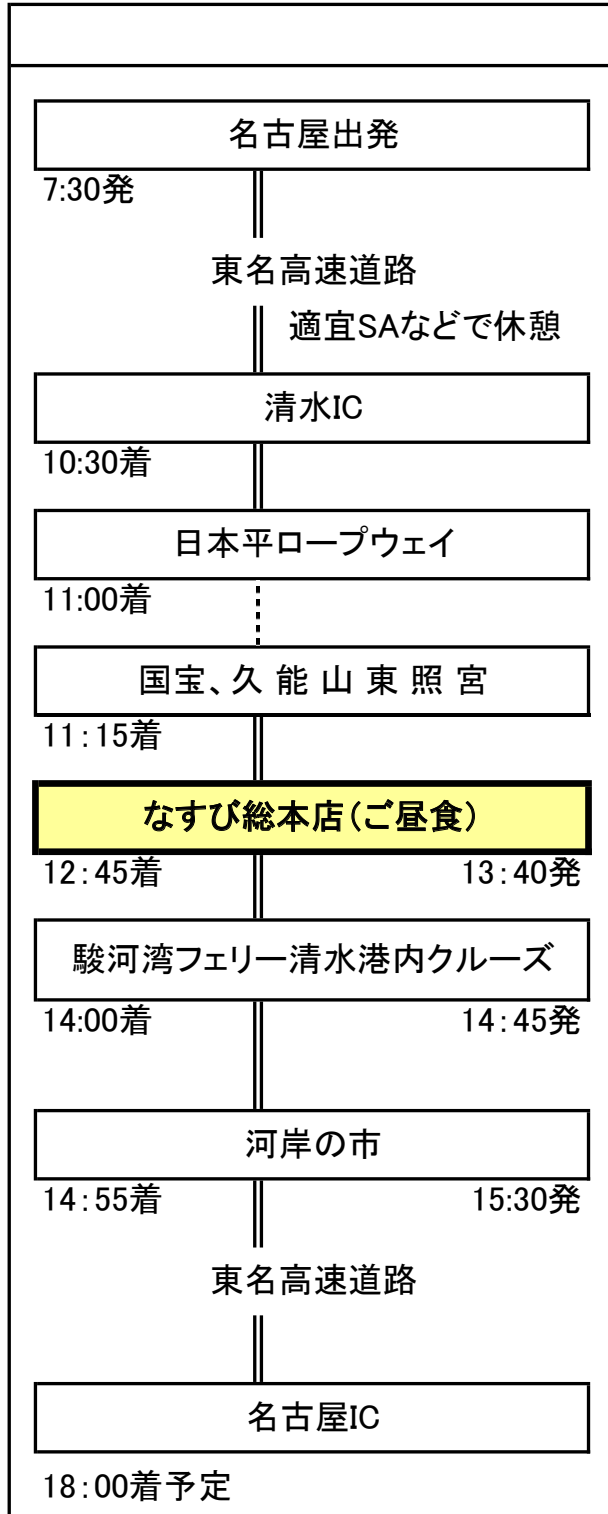 名古屋出発
7:30発
東名高速道路
適宜SAなどで休憩
清水IC
10:30着
日本平ロープウェイ
11:00着
国宝、久 能 山 東 照 宮
11:15着
なすび総本店（ご昼食）
12:45着 13:40発
駿河湾フェリー清水港内クルーズ
14:00着 14:45発
河岸の市
14:55着 15:30発
東名高速道路
名古屋IC
18:00着予定